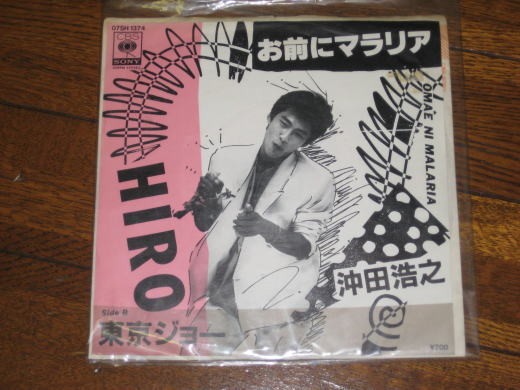 07SH 1374
CBS
SONY
お前にマラリア
OMAE NI MALARIA
HIRO
沖田浩之
Side B
東京ジョー
¥700